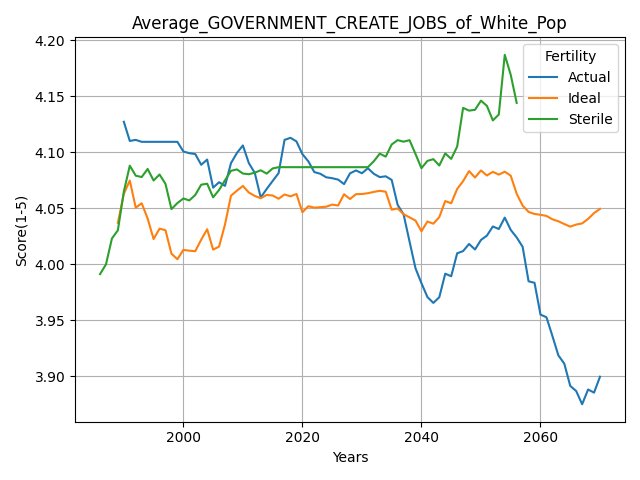 Average_GOVERNMENT_CREATE_JOBS_of_White_Pop
Fertility
Actual
Ideal
Sterile
4.20
4.15
4.10
4.05
4.00
3.95
3.90
Score(1-5)
2000
2020
2040
2060
Years